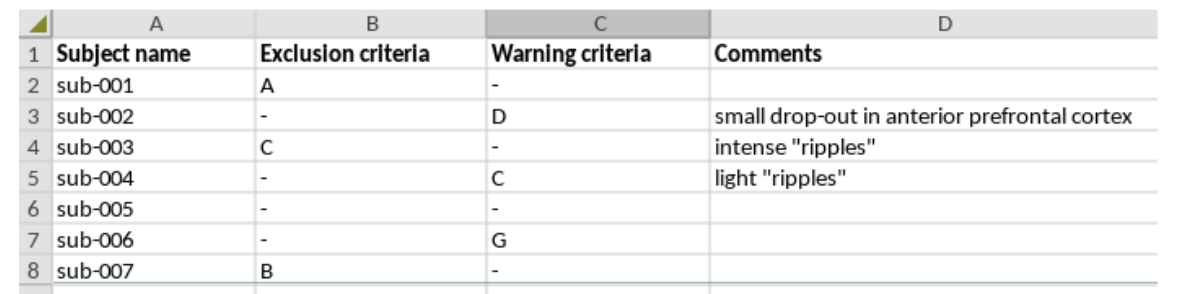 A B C D
1 Subject name Exclusion criteria Warning criteria Comments
2 sub-001 A -
3 sub-002 - D small drop-out in anterior prefrontal cortex
4 sub-003 C - intense "ripples"
5 sub-004 - C light "ripples"
6 sub-005 - -
7 sub-006 - G
8 sub-007 B -